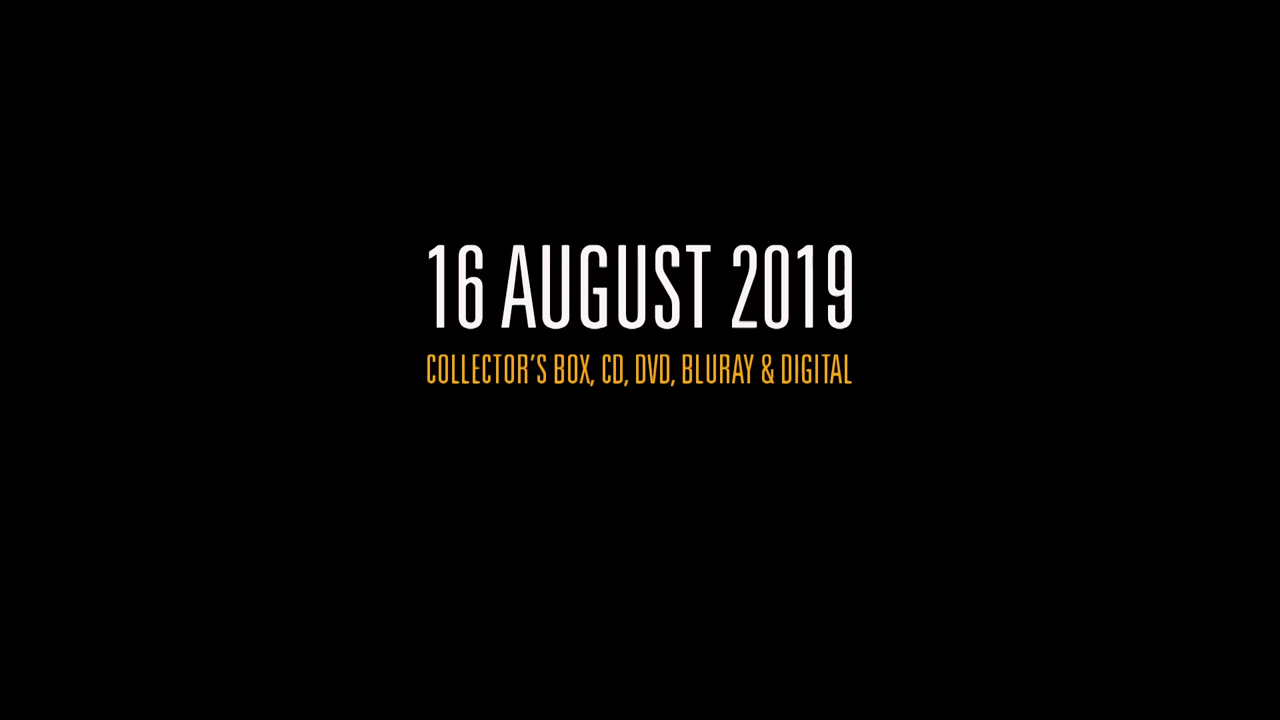 16 AUGUST 2019
COLLECTOR'S BOX, CD, DVD, BLURAY & DIGITAL